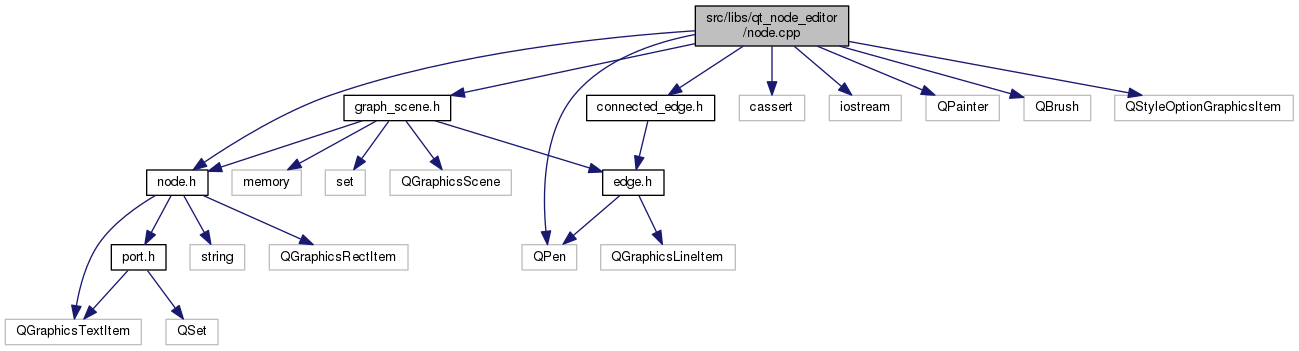 src/libs/qt_node_editor
/node.cpp
graph_scene.h
connected_edge.h
cassert
iostream
QPainter
QBrush
QStyleOptionGraphicsItem
node.h
memory
set
QGraphicsScene
edge.h
port.h
string
QGraphicsRectItem
QPen
QGraphicsLineItem
QGraphicsTextItem
QSet